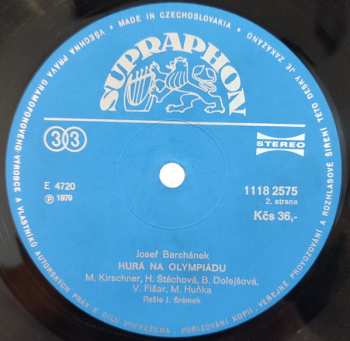 • MADE IN CZECHOSLOVAKIA • VŠECHNA PRÁVA GRAMOFONOVÉHO VÝROBCE A VLASTNÍKŮ AUTORSKÝCH PRÁV K DÍLU VYHRAZENA. POŘIZOVÁNÍ KOPIÍ, VEŘEJNÉ PROVOZOVÁNÍ A ROZHLASOVÉ ŠÍŘENÍ TÉTO DESKY JE ZAKÁZÁNO.
SUPRAPHON
33
STEREO
E 4720
Ⓟ 1979
1118 2575
2. strana
Kčs 36,-
Josef Barchánek
HURÁ NA OLYMPIÁDU
M. Kirschner, H. Štěchová, B. Dolejšová,
V. Fišar, M. Huňka
Režie J. Šrámek